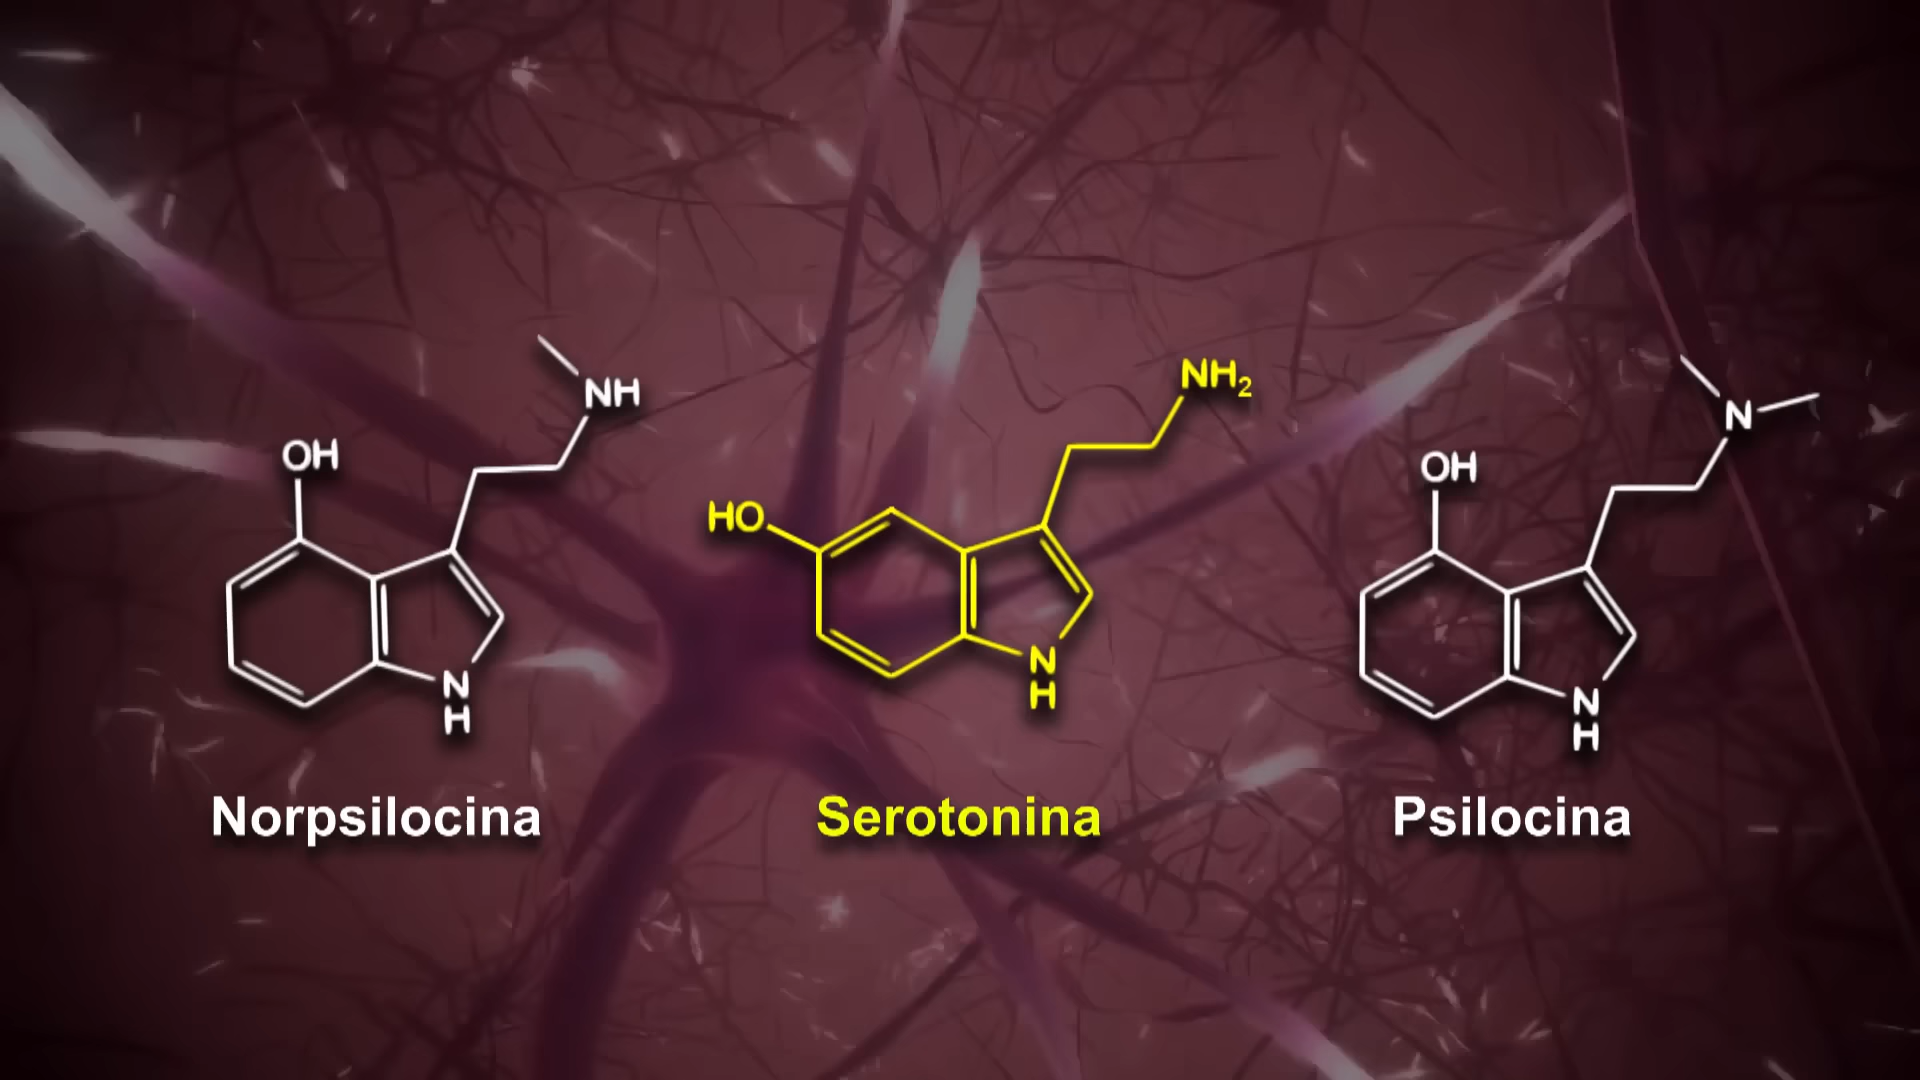 NH
OH
N
H
Norpsilocina
NH₂
HO
N
H
Serotonina
N
OH
N
H
Psilocina